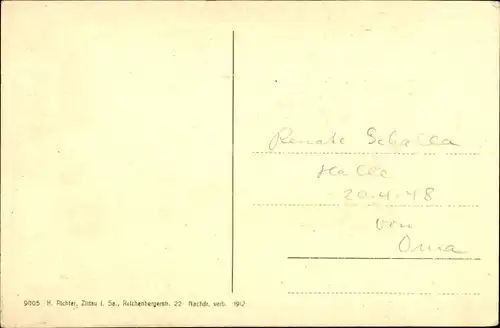 Renate Schalla
Halle
20.4.48
von
Oma
9005 H. Richter, Zittau i. Sa., Reichenbergerstr. 22 Nachdr. verb. 1912